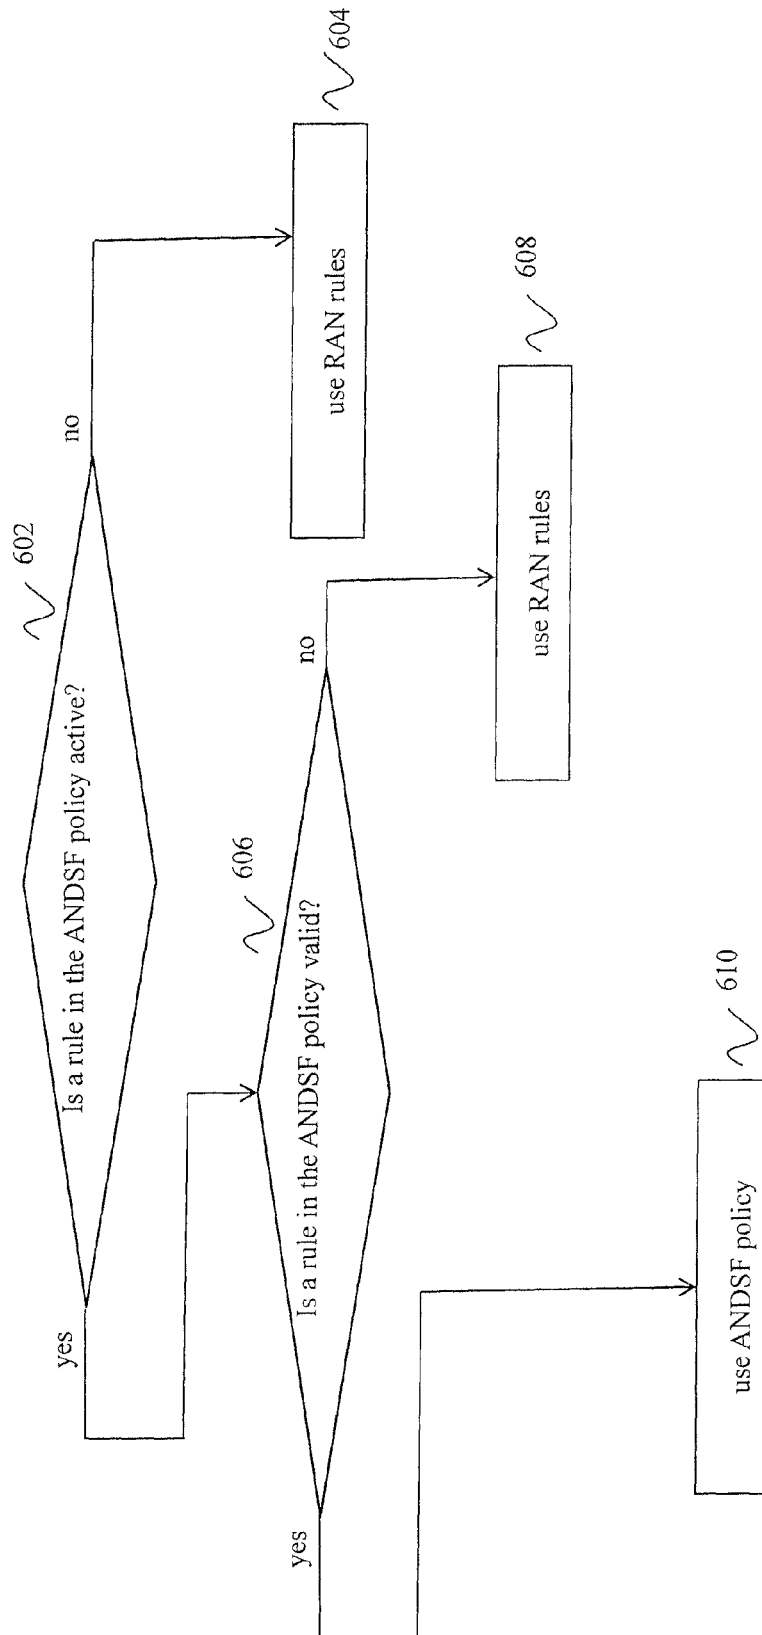 Is a rule in the ANDSF policy active?
602
yes
no
use RAN rules
604
Is a rule in the ANDSF policy valid?
606
yes
no
use RAN rules
608
use ANDSF policy
610